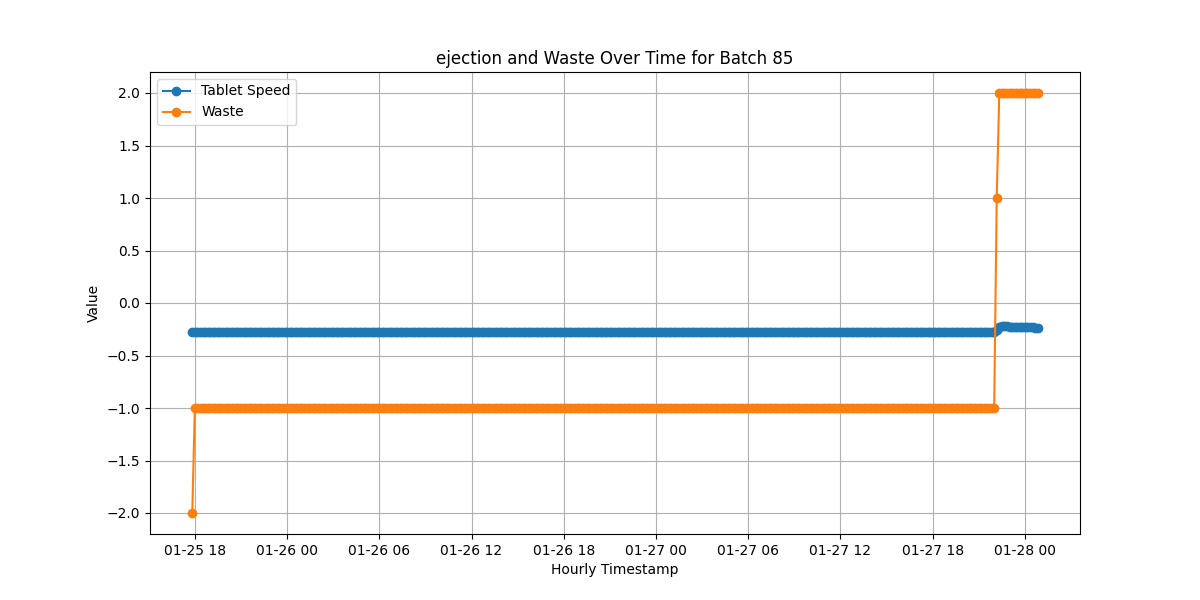 ejection and Waste Over Time for Batch 85
Tablet Speed
Waste
2.0
1.5
1.0
0.5
0.0
−0.5
−1.0
−1.5
−2.0
Value
01-25 18 01-26 00 01-26 06 01-26 12 01-26 18 01-27 00 01-27 06 01-27 12 01-27 18 01-28 00
Hourly Timestamp